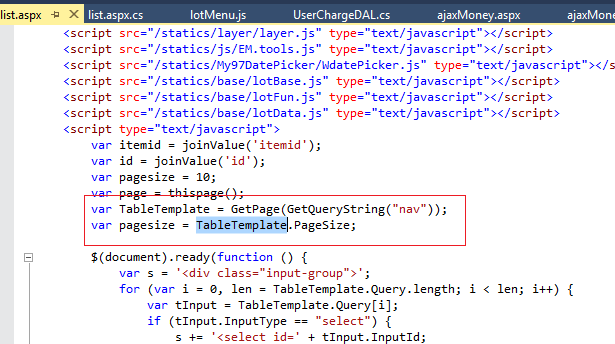 list.aspx list.aspx.cs lotMenu.js UserChargeDAL.cs ajaxMoney.aspx ajaxMoney
<script src="/statics/layer/layer.js" type="text/javascript"></script>
<script src="/statics/js/EM.tools.js" type="text/javascript"></script>
<script src="/statics/My97DatePicker/WdatePicker.js" type="text/javascript"></s
<script src="/statics/base/lotBase.js" type="text/javascript"></script>
<script src="/statics/base/lotFun.js" type="text/javascript"></script>
<script src="/statics/base/lotData.js" type="text/javascript"></script>
<script type="text/javascript">
var itemid = joinValue('itemid');
var id = joinValue('id');
var pagesize = 10;
var page = thispage();
var TableTemplate = GetPage(GetQueryString("nav"));
var pagesize = TableTemplate.PageSize;
$(document).ready(function () {
var s = '<div class="input-group">';
for (var i = 0, len = TableTemplate.Query.length; i < len; i++) {
var tInput = TableTemplate.Query[i];
if (tInput.InputType == "select") {
s += '<select id=' + tInput.InputId;